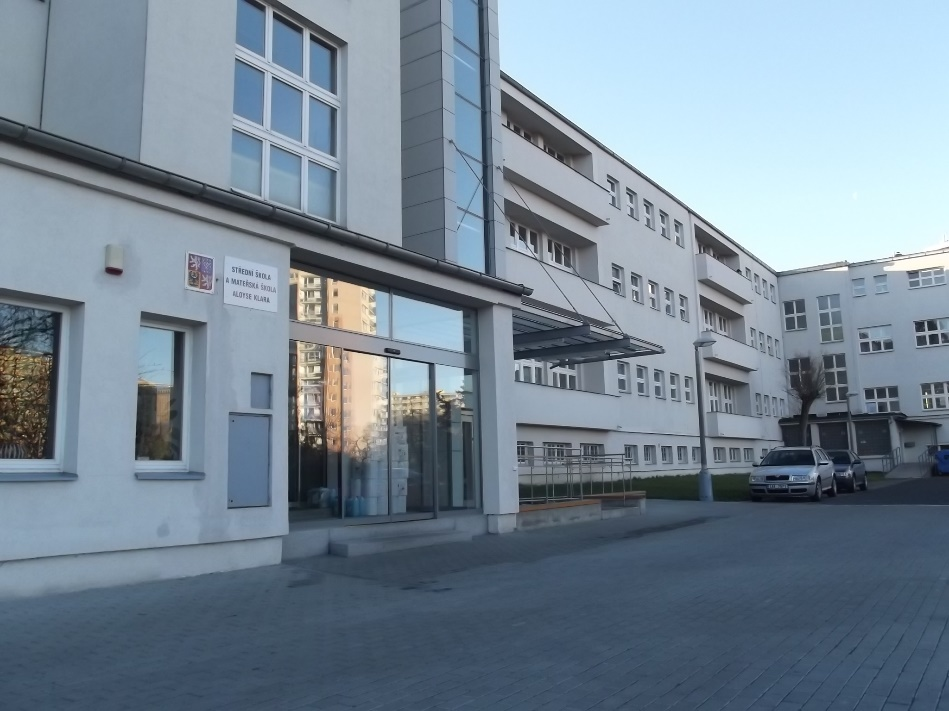 STŘEDNÍ ŠKOLA
A MATEŘSKÁ ŠKOLA
ALOYSE KLARA